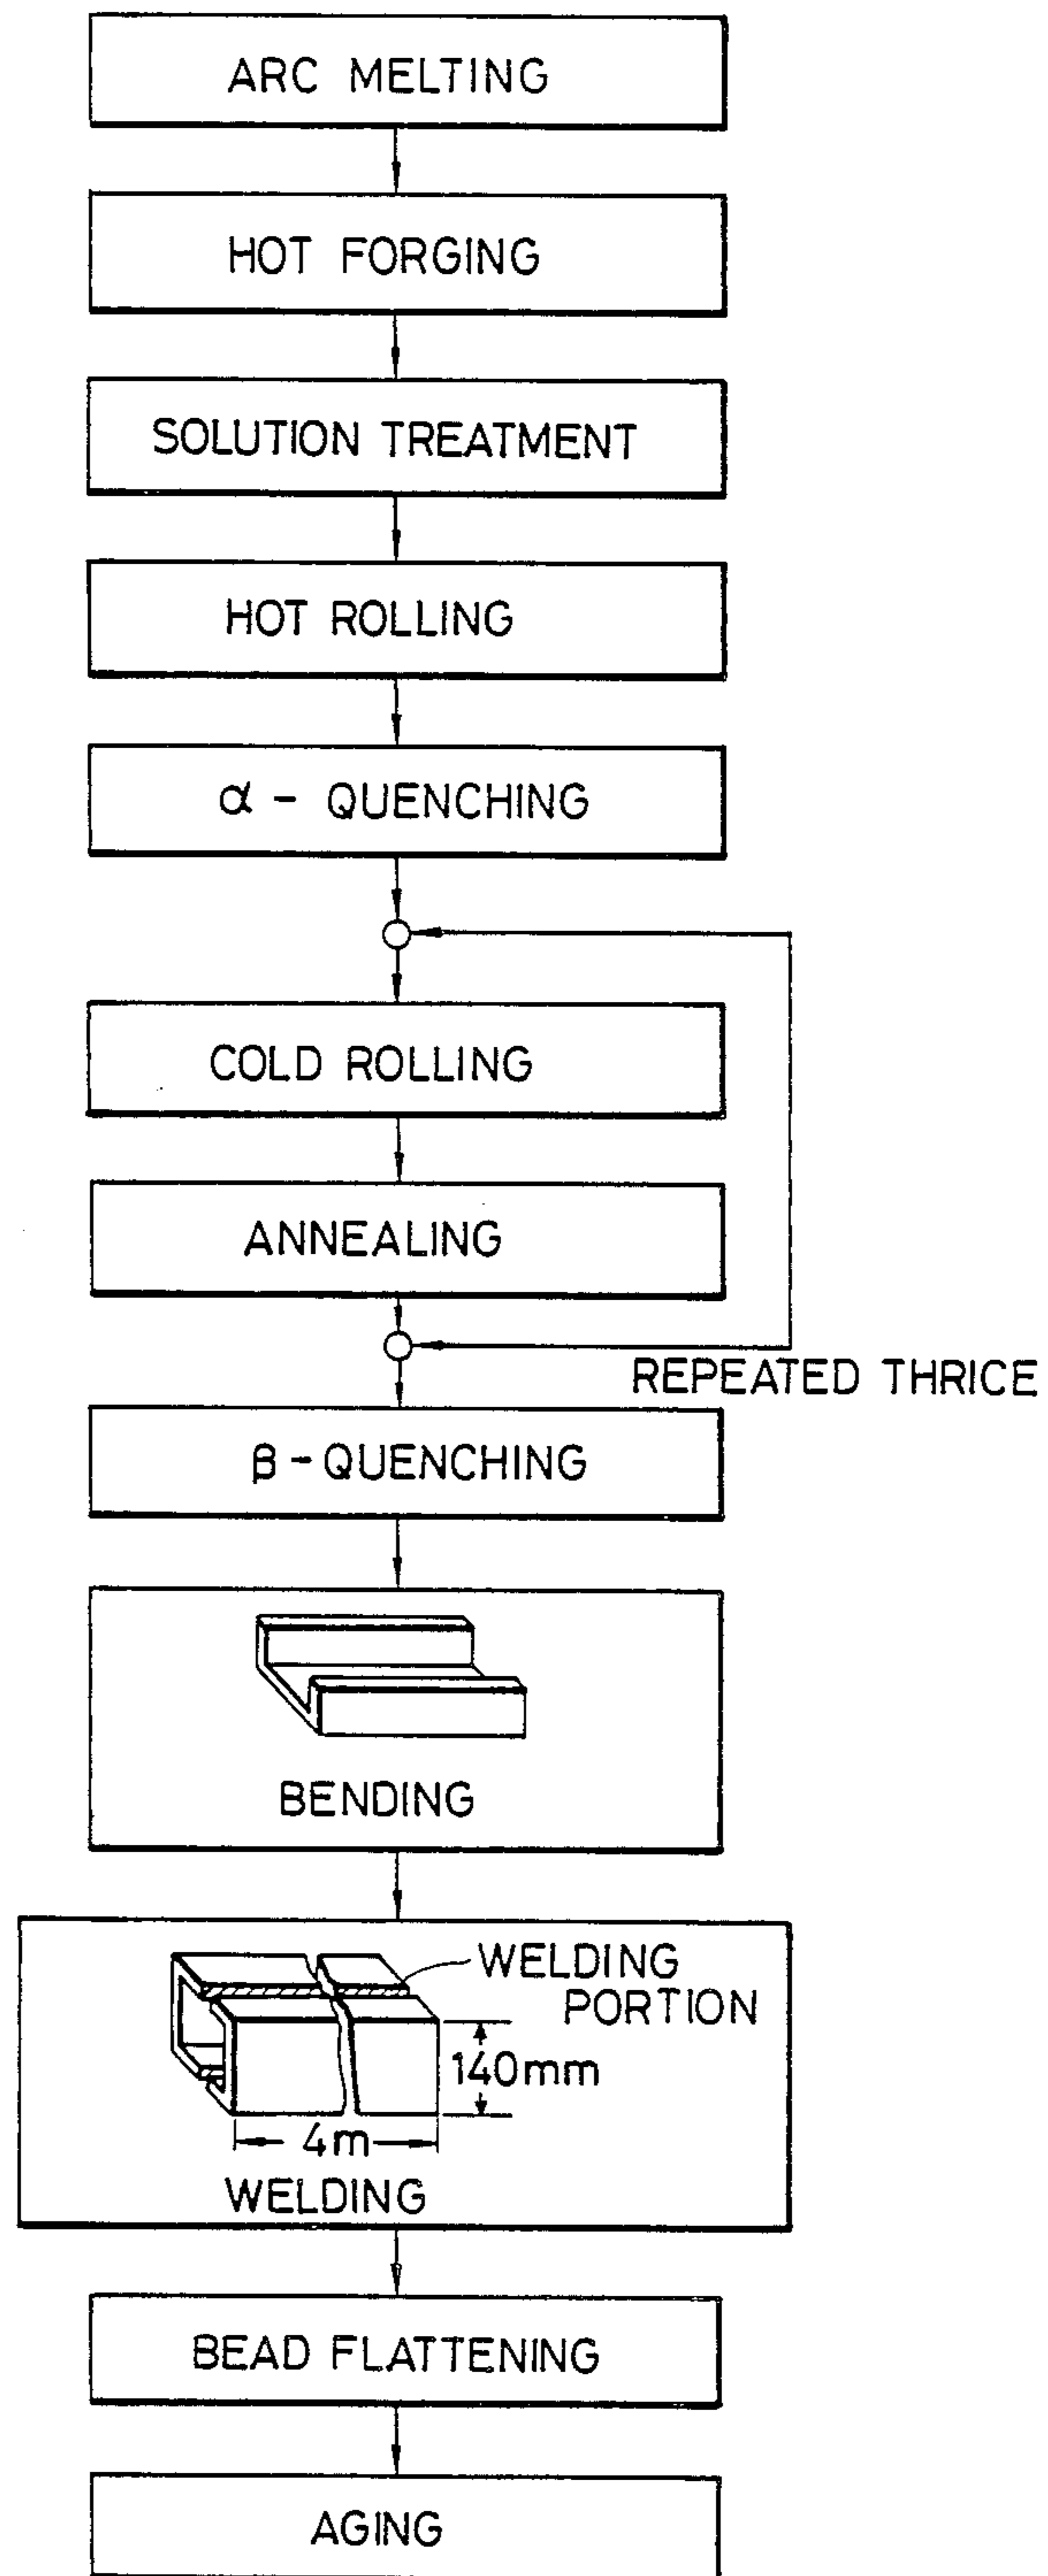 ARC MELTING
HOT FORGING
SOLUTION TREATMENT
HOT ROLLING
α - QUENCHING
COLD ROLLING
ANNEALING
REPEATED THRICE
β - QUENCHING
BENDING
WELDING
PORTION
140mm
4m
WELDING
BEAD FLATTENING
AGING